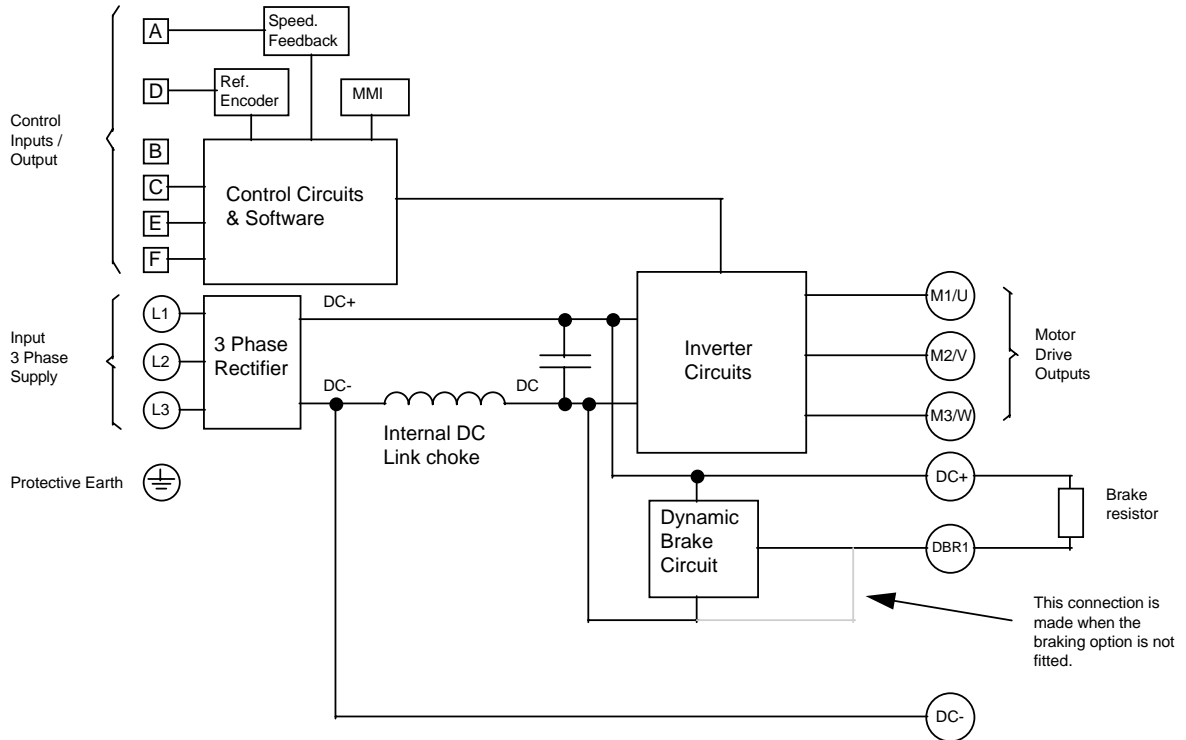 A
Speed.
Feedback
D
Ref.
Encoder
MMI
Control
Inputs /
Output
B
C
E
F
Control Circuits
& Software
Input
3 Phase
Supply
L1
L2
L3
3 Phase
Rectifier
DC+
DC-
DC
Internal DC
Link choke
Inverter
Circuits
M1/U
M2/V
M3/W
Motor
Drive
Outputs
Protective Earth
Dynamic
Brake
Circuit
DC+
DBR1
Brake
resistor
This connection is
made when the
braking option is not
fitted.
DC-